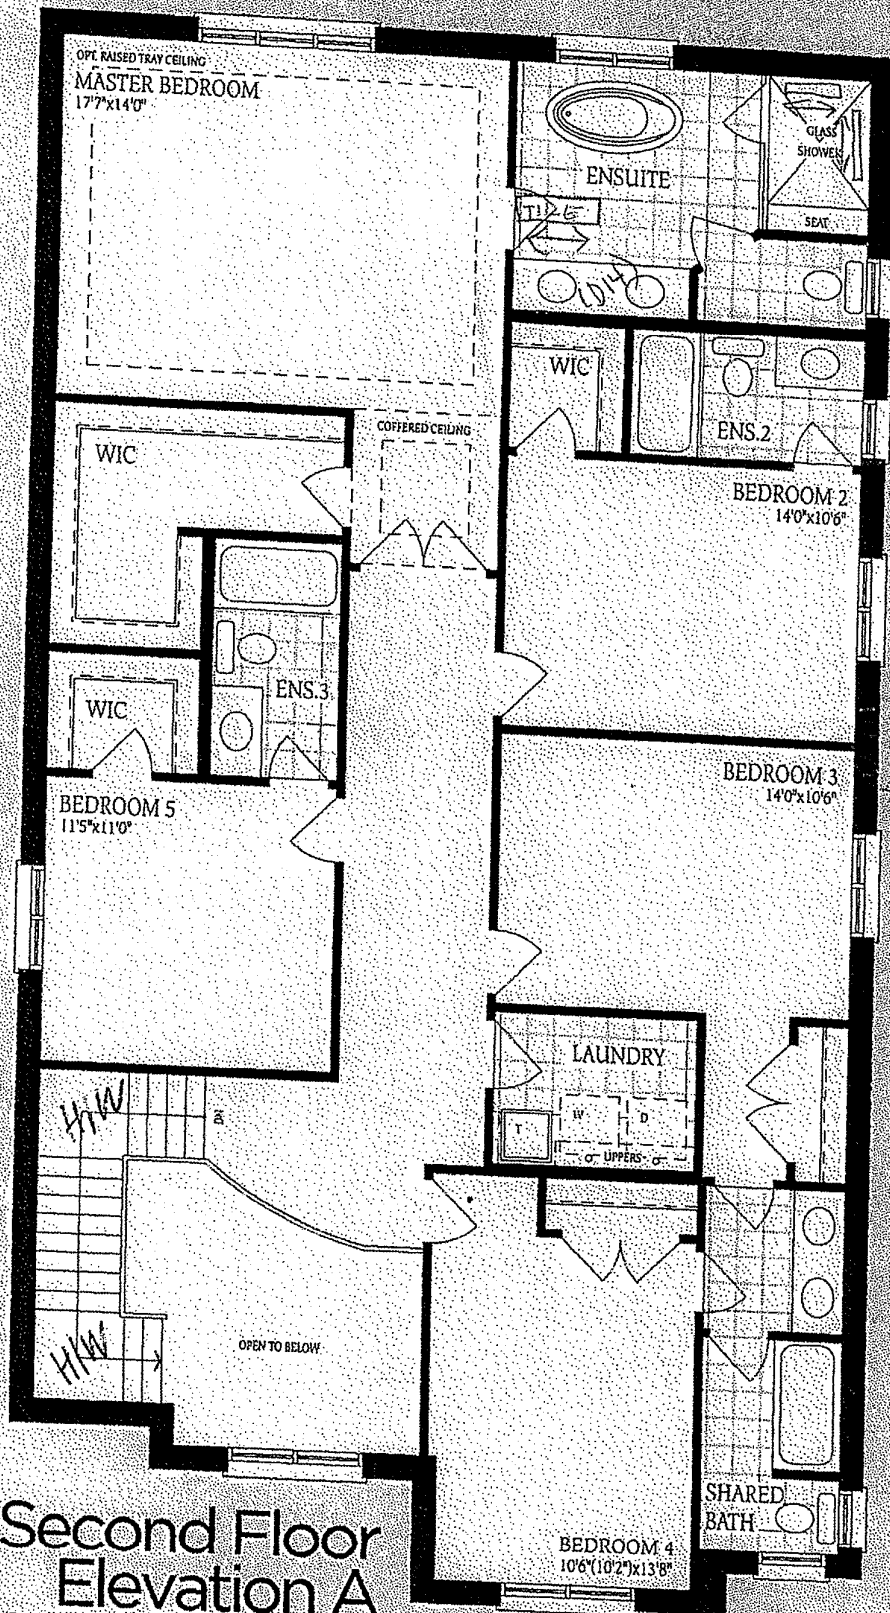 OPT. RAISED TRAY CEILING
MASTER BEDROOM
17'7"x14'0"
GLASS
SHOWER
SEAT
ENSUITE
TILE
WIC
ENS.2
COFFERED CEILING
WIC
BEDROOM 2
14'0"x10'6"
ENS.3
WIC
BEDROOM 3
14'0"x10'6"
BEDROOM 5
11'5"x11'0"
LAUNDRY
T
W
D
UPPERS
H/W
DN
H/W
OPEN TO BELOW
SHARED
BATH
BEDROOM 4
10'6"(10'2")x13'8"
Second Floor
Elevation A